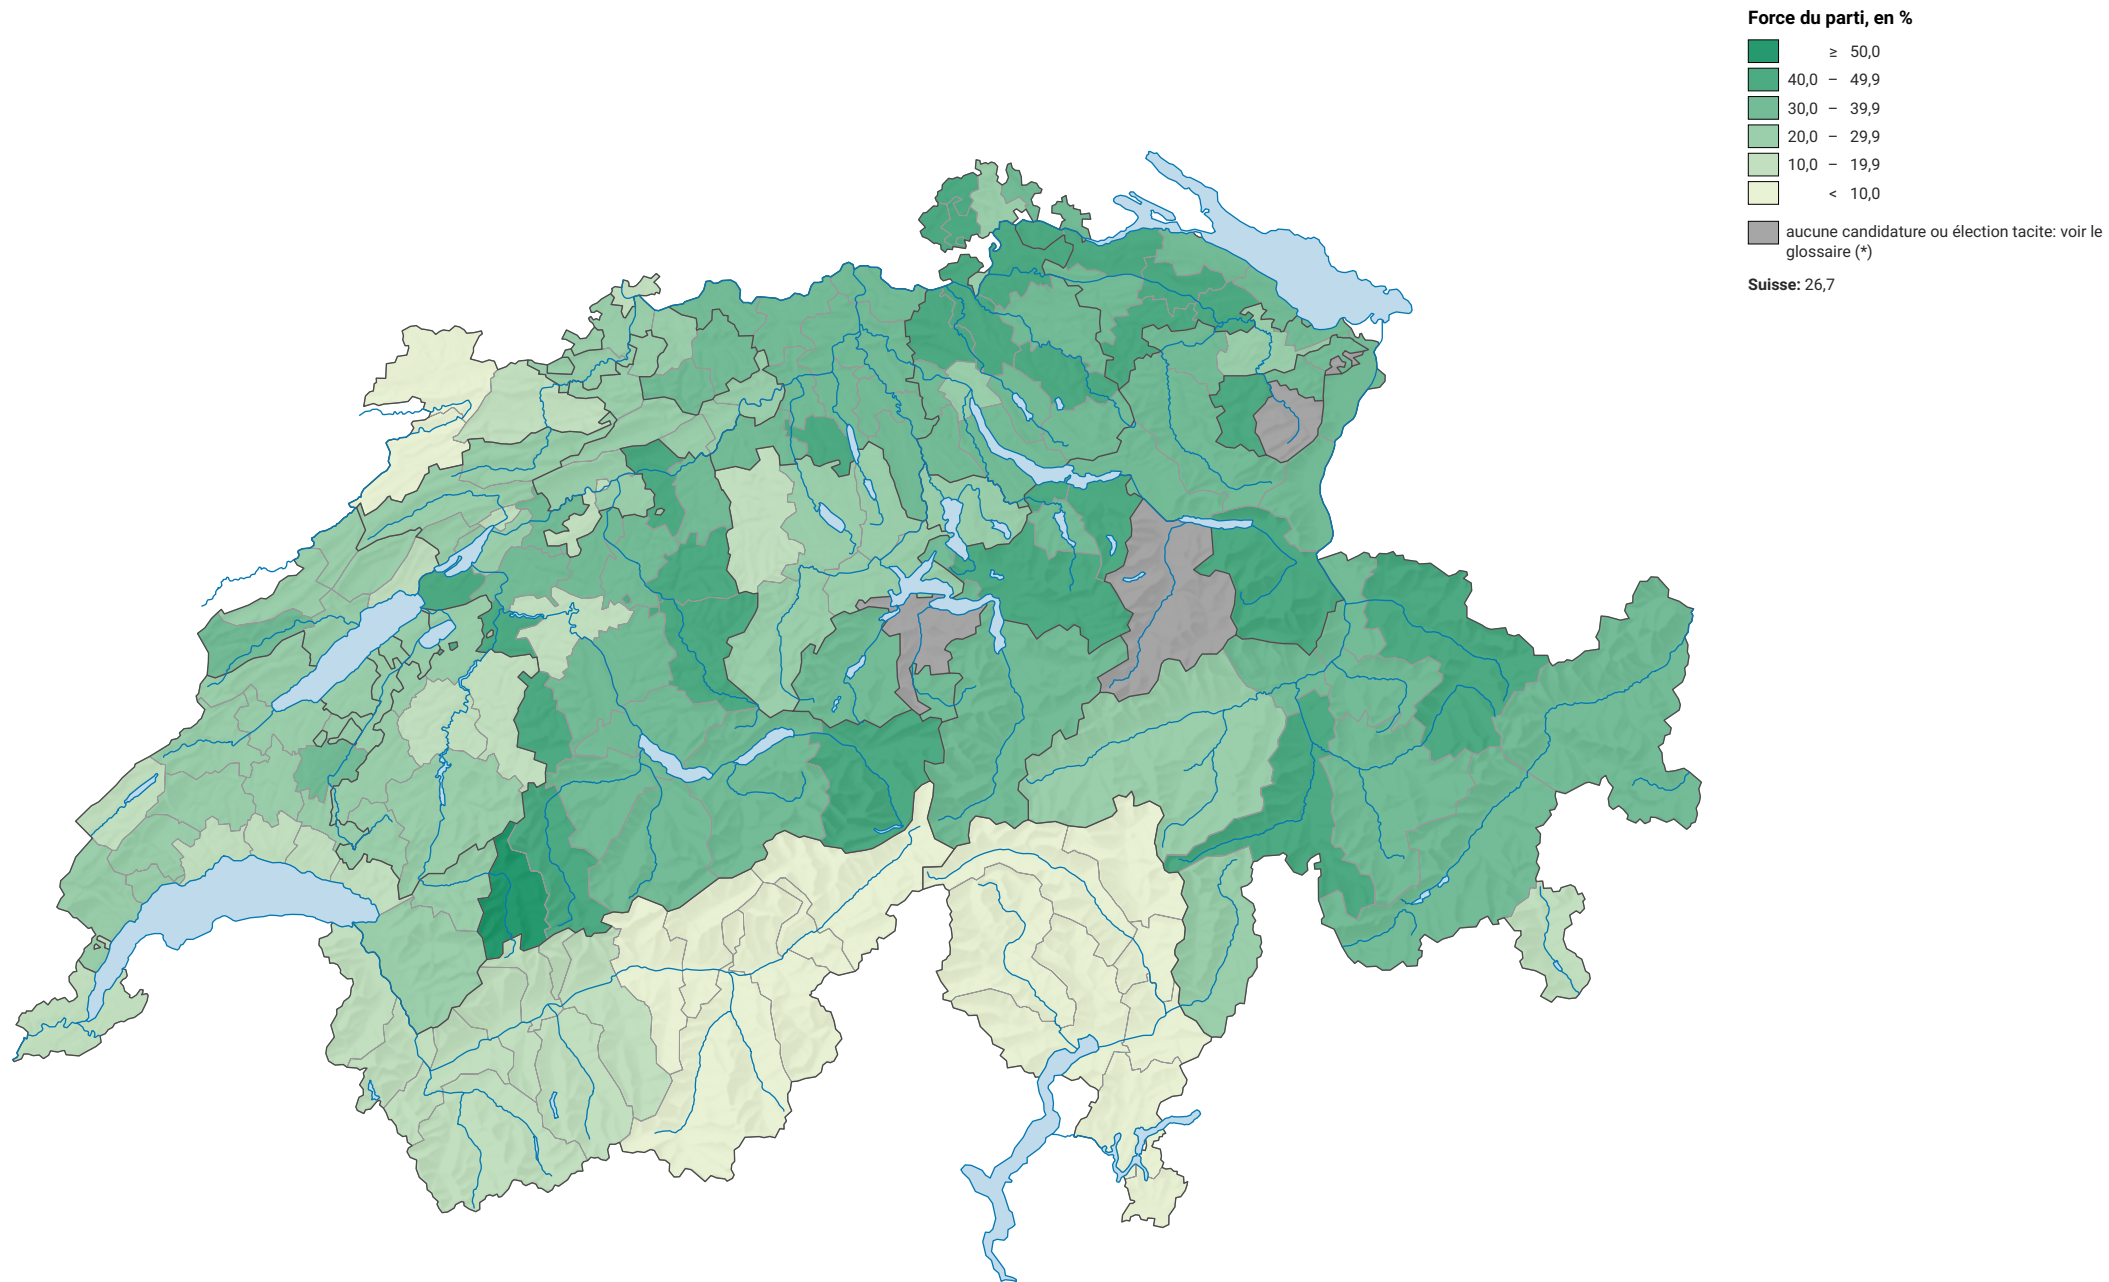 Force du parti, en %
≥ 50,0
40,0 – 49,9
30,0 – 39,9
20,0 – 29,9
10,0 – 19,9
< 10,0
aucune candidature ou élection tacite: voir le
glossaire (*)
Suisse: 26,7